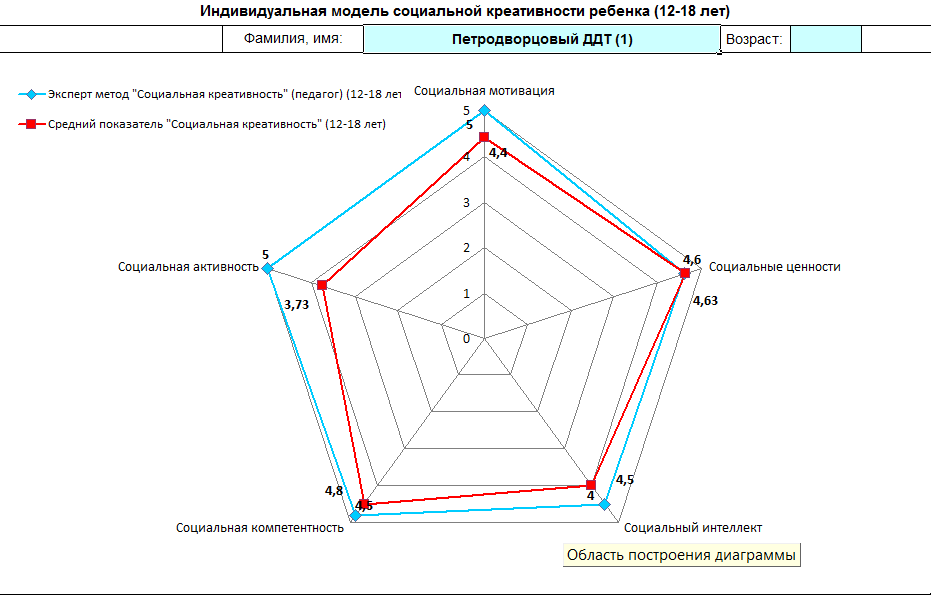 Индивидуальная модель социальной креативности ребенка (12-18 лет)
Фамилия, имя: Петродворцовый ДДТ (1) Возраст:
Эксперт метод "Социальная креативность" (педагог) (12-18 лет
Средний показатель "Социальная креативность" (12-18 лет)
Социальная мотивация
5
5
4,4
4
3
2
1
0
4,6
Социальные ценности
4,63
5
Социальная активность
3,73
4,5
4
Социальный интеллект
4,8
4,5
Социальная компетентность
Область построения диаграммы